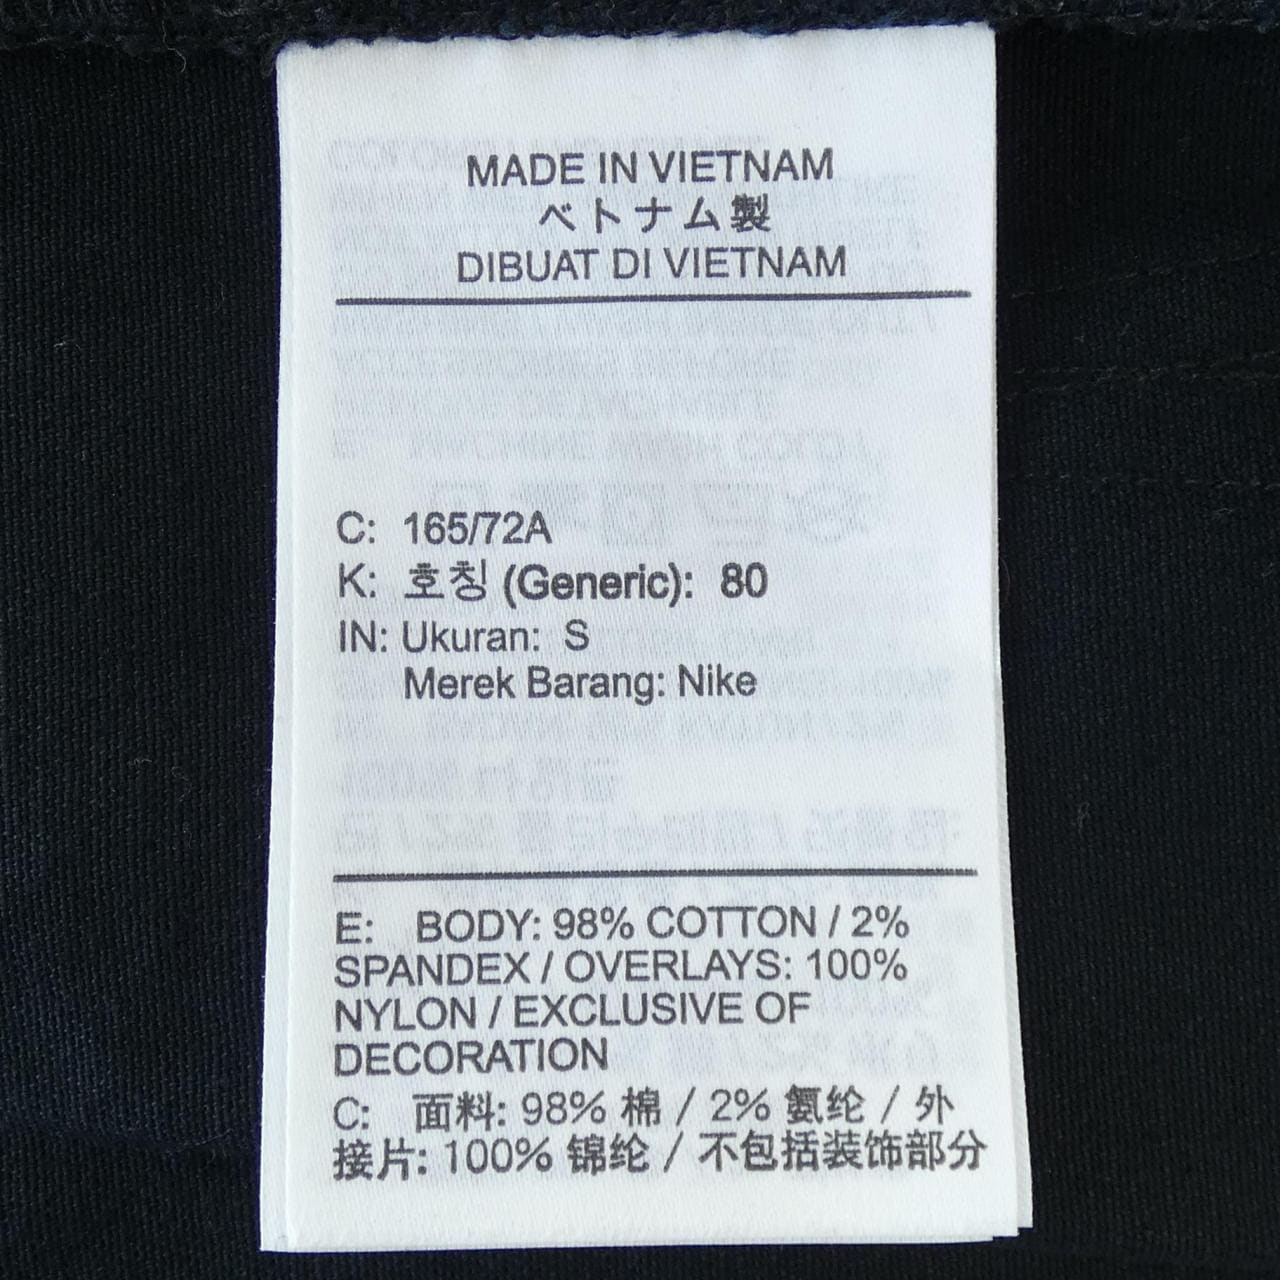 MADE IN VIETNAM
ベトナム製
DIBUAT DI VIETNAM
C: 165/72A
K: 호칭 (Generic): 80
IN: Ukuran: S
Merek Barang: Nike
E: BODY: 98% COTTON / 2%
SPANDEX / OVERLAYS: 100%
NYLON / EXCLUSIVE OF
DECORATION
C: 面料: 98% 棉 / 2% 氨纶 / 外
接片: 100% 锦纶 / 不包括装饰部分